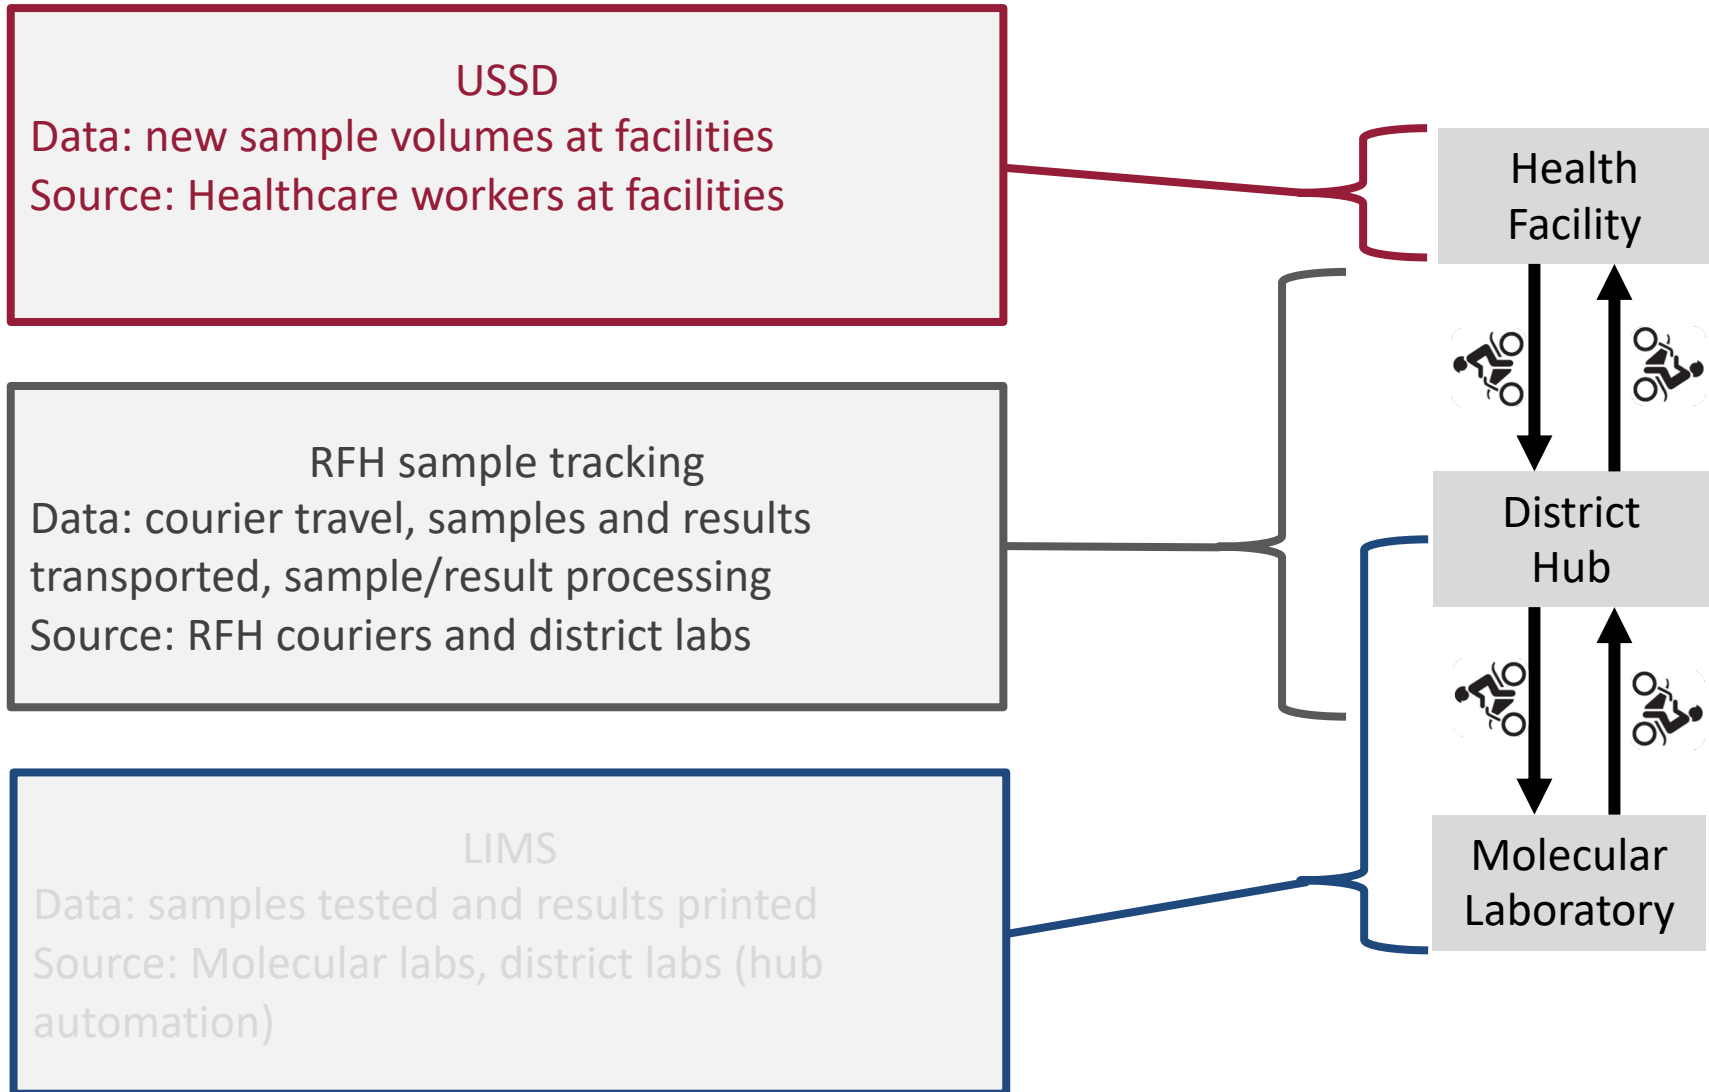 USSD
Data: new sample volumes at facilities
Source: Healthcare workers at facilities
RFH sample tracking
Data: courier travel, samples and results
transported, sample/result processing
Source: RFH couriers and district labs
LIMS
Data: samples tested and results printed
Source: Molecular labs, district labs (hub
automation)
Health
Facility
District
Hub
Molecular
Laboratory